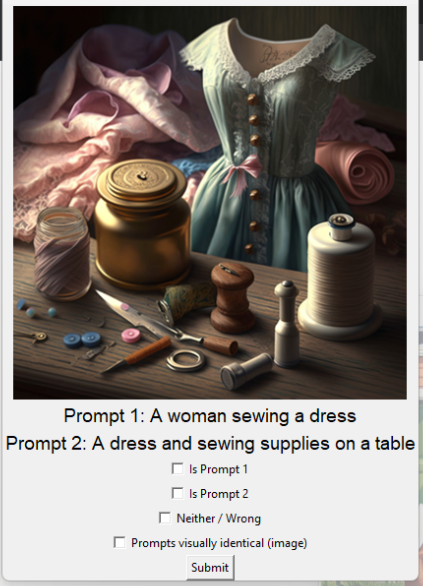 Prompt 1: A woman sewing a dress
Prompt 2: A dress and sewing supplies on a table
Is Prompt 1
Is Prompt 2
Neither / Wrong
Prompts visually identical (image)
Submit